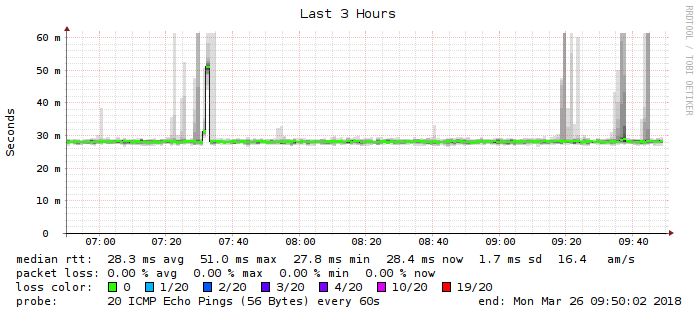 Last 3 Hours
RRDTOOL / TOBI OETIKER
Seconds
60 m
50 m
40 m
30 m
20 m
10 m
0
07:00 07:20 07:40 08:00 08:20 08:40 09:00 09:20 09:40
median rtt: 28.3 ms avg 51.0 ms max 27.8 ms min 28.4 ms now 1.7 ms sd 16.4 am/s
packet loss: 0.00 % avg 0.00 % max 0.00 % min 0.00 % now
loss color: 0 1/20 2/20 3/20 4/20 10/20 19/20
probe: 20 ICMP Echo Pings (56 Bytes) every 60s end: Mon Mar 26 09:50:02 2018